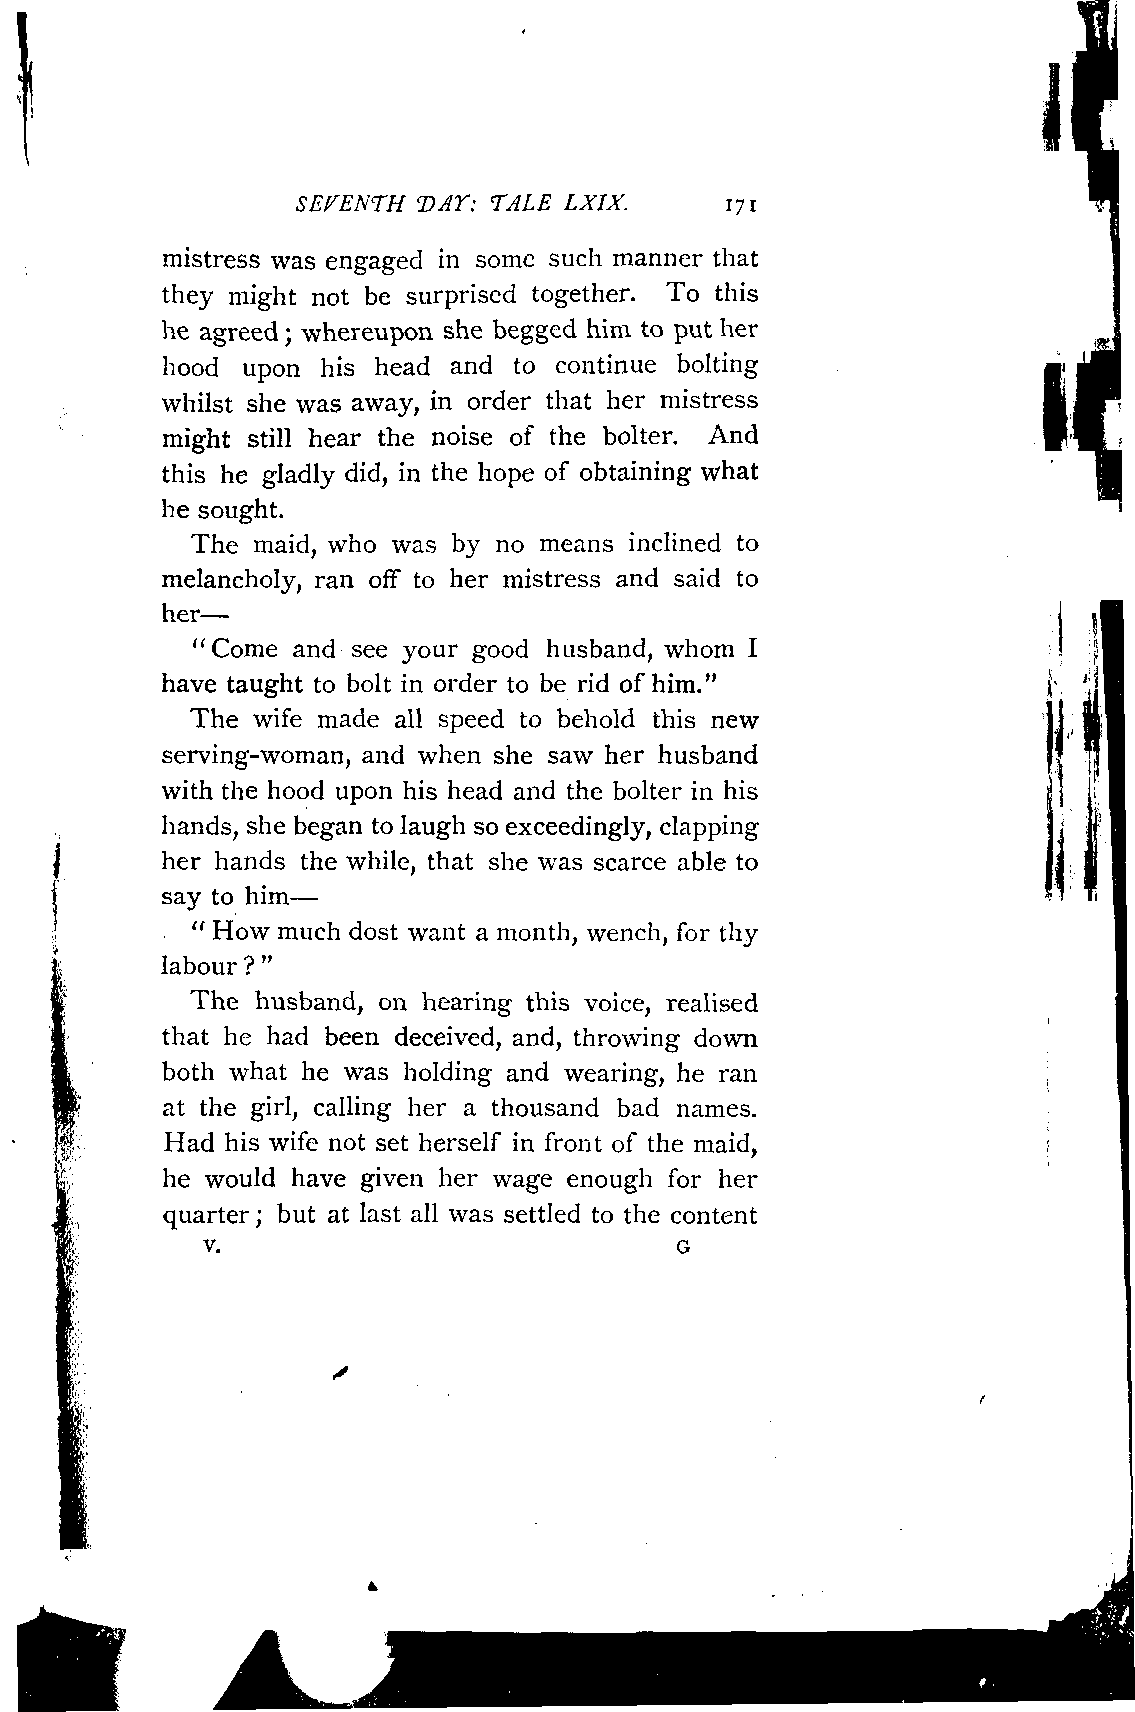 SEVENTH DAY: TALE LXIX. 171
mistress was engaged in some such manner that
they might not be surprised together. To this
he agreed; whereupon she begged him to put her
hood upon his head and to continue bolting
whilst she was away, in order that her mistress
might still hear the noise of the bolter. And
this he gladly did, in the hope of obtaining what
he sought.
The maid, who was by no means inclined to
melancholy, ran off to her mistress and said to
her—
"Come and see your good husband, whom I
have taught to bolt in order to be rid of him."
The wife made all speed to behold this new
serving-woman, and when she saw her husband
with the hood upon his head and the bolter in his
hands, she began to laugh so exceedingly, clapping
her hands the while, that she was scarce able to
say to him—
"How much dost want a month, wench, for thy
labour?"
The husband, on hearing this voice, realised
that he had been deceived, and, throwing down
both what he was holding and wearing, he ran
at the girl, calling her a thousand bad names.
Had his wife not set herself in front of the maid,
he would have given her wage enough for her
quarter; but at last all was settled to the content
V. G